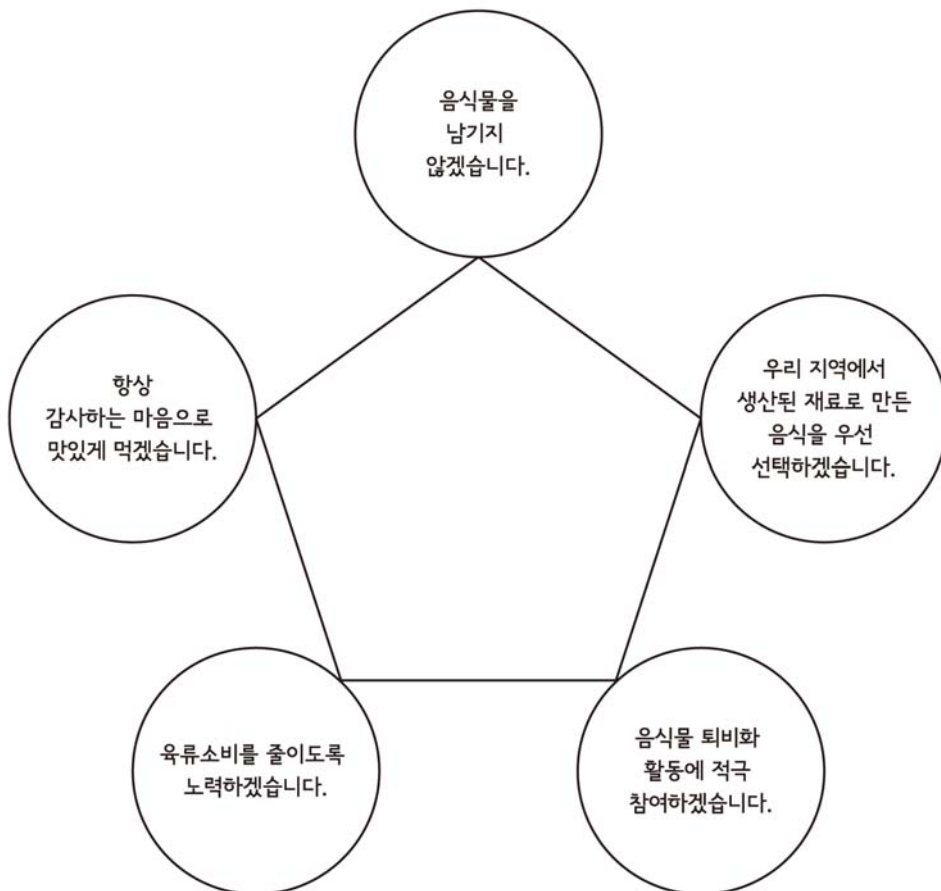 음식물을
남기지
않겠습니다.
항상
감사하는 마음으로
맛있게 먹겠습니다.
우리 지역에서
생산된 재료로 만든
음식을 우선
선택하겠습니다.
육류소비를 줄이도록
노력하겠습니다.
음식물 퇴비화
활동에 적극
참여하겠습니다.